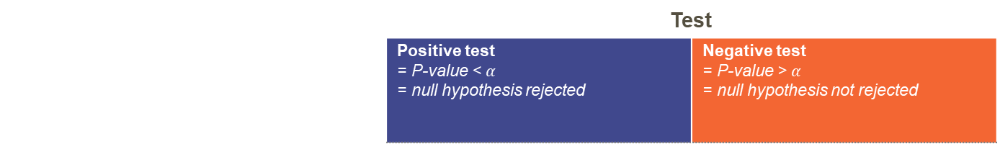 Test
Positive test
= P-value < α
= null hypothesis rejected
Negative test
= P-value > α
= null hypothesis not rejected